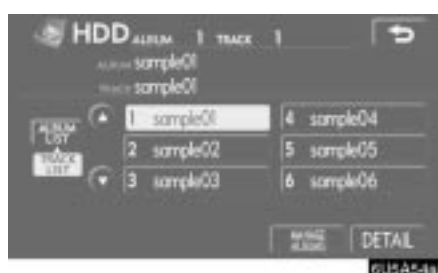 HDD ALBUM 1 TRACK 1
ALBUM sample01
TRACK sample01
ALBUM LIST
TRACK LIST
1 sample01
2 sample02
3 sample03
4 sample04
5 sample05
6 sample06
DETAIL